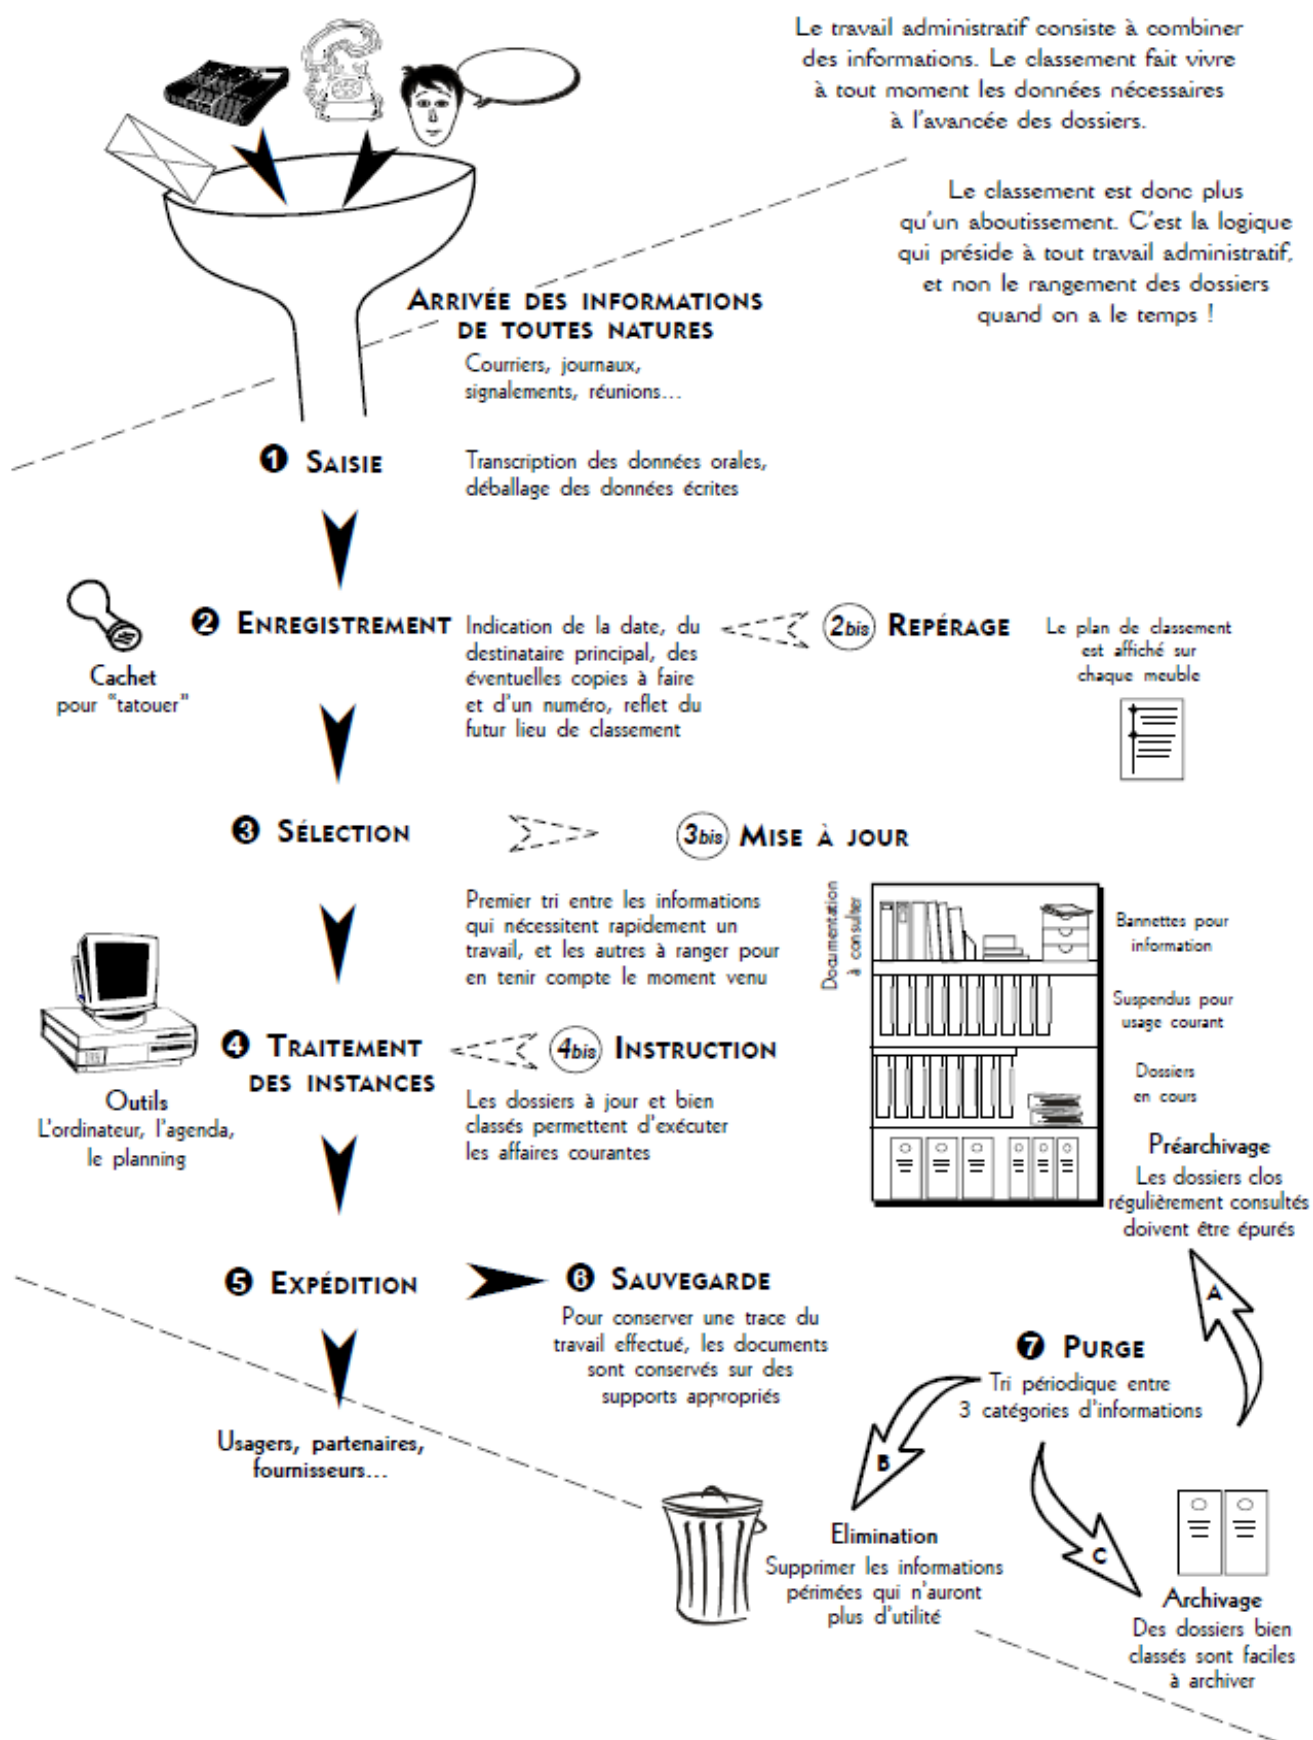 Le travail administratif consiste à combiner
des informations. Le classement fait vivre
à tout moment les données nécessaires
à l'avancée des dossiers.
Le classement est donc plus
qu'un aboutissement. C'est la logique
qui préside à tout travail administratif,
et non le rangement des dossiers
quand on a le temps !
ARRIVÉE DES INFORMATIONS
DE TOUTES NATURES
Courriers, journaux,
signalements, réunions...
1 SAISIE
Transcription des données orales,
déballage des données écrites
Cachet
pour "tatouer"
2 ENREGISTREMENT
Indication de la date, du
destinataire principal, des
éventuelles copies à faire
et d'un numéro, reflet du
futur lieu de classement
2bis REPÉRAGE
Le plan de classement
est affiché sur
chaque meuble
3 SÉLECTION
3bis MISE À JOUR
Premier tri entre les informations
qui nécessitent rapidement un
travail, et les autres à ranger pour
en tenir compte le moment venu
Documentation
à consulter
Bannettes pour
information
Suspendus pour
usage courant
Dossiers
en cours
Préarchivage
Les dossiers clos
régulièrement consultés
doivent être épurés
Outils
L'ordinateur, l'agenda,
le planning
4 TRAITEMENT
DES INSTANCES
4bis INSTRUCTION
Les dossiers à jour et bien
classés permettent d'exécuter
les affaires courantes
5 EXPÉDITION
Usagers, partenaires,
fournisseurs...
6 SAUVEGARDE
Pour conserver une trace du
travail effectué, les documents
sont conservés sur des
supports appropriés
7 PURGE
Tri périodique entre
3 catégories d'informations
A
B
C
Elimination
Supprimer les informations
périmées qui n'auront
plus d'utilité
Archivage
Des dossiers bien
classés sont faciles
à archiver